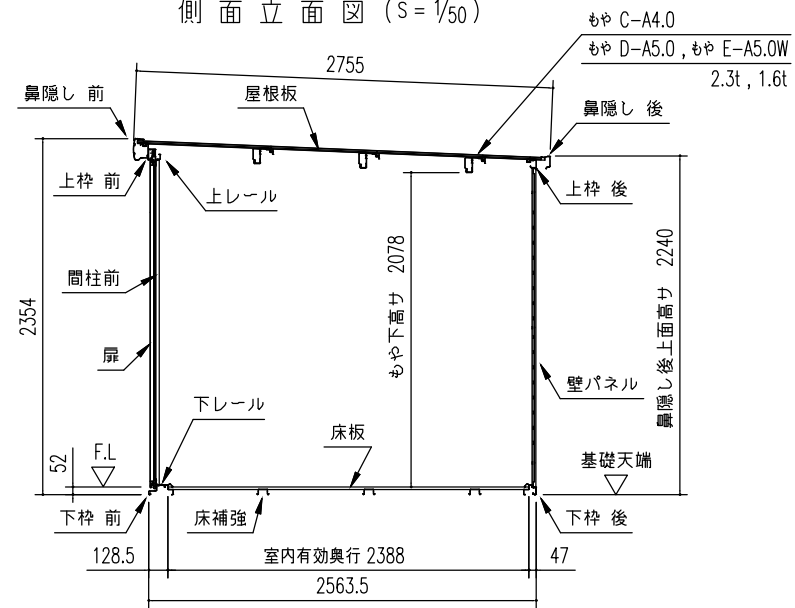 側面立面図 (S=1/50)
もや C-A4.0
もや D-A5.0 , もや E-A5.0W
2.3t , 1.6t
2755
鼻隠し 前
屋根板
鼻隠し 後
上枠 前
上レール
上枠 後
間柱前
扉
2354
もや下高サ 2078
鼻隠し後上面高サ 2240
壁パネル
下レール
床板
F.L
52
基礎天端
下枠 前
床補強
下枠 後
128.5
室内有効奥行 2388
47
2563.5